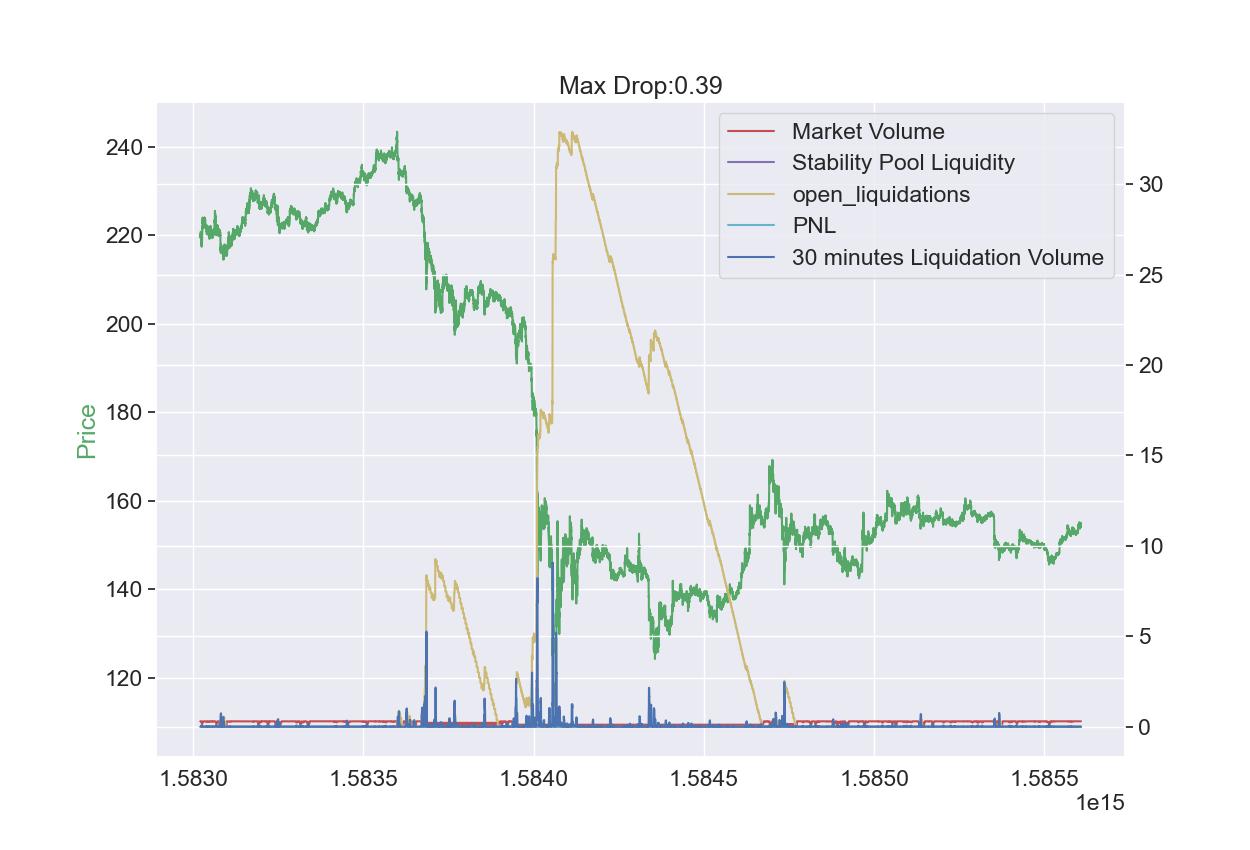 Max Drop:0.39
Market Volume
Stability Pool Liquidity
open_liquidations
PNL
30 minutes Liquidation Volume
Price
240
220
200
180
160
140
120
30
25
20
15
10
5
0
1.5830 1.5835 1.5840 1.5845 1.5850 1.5855
1e15